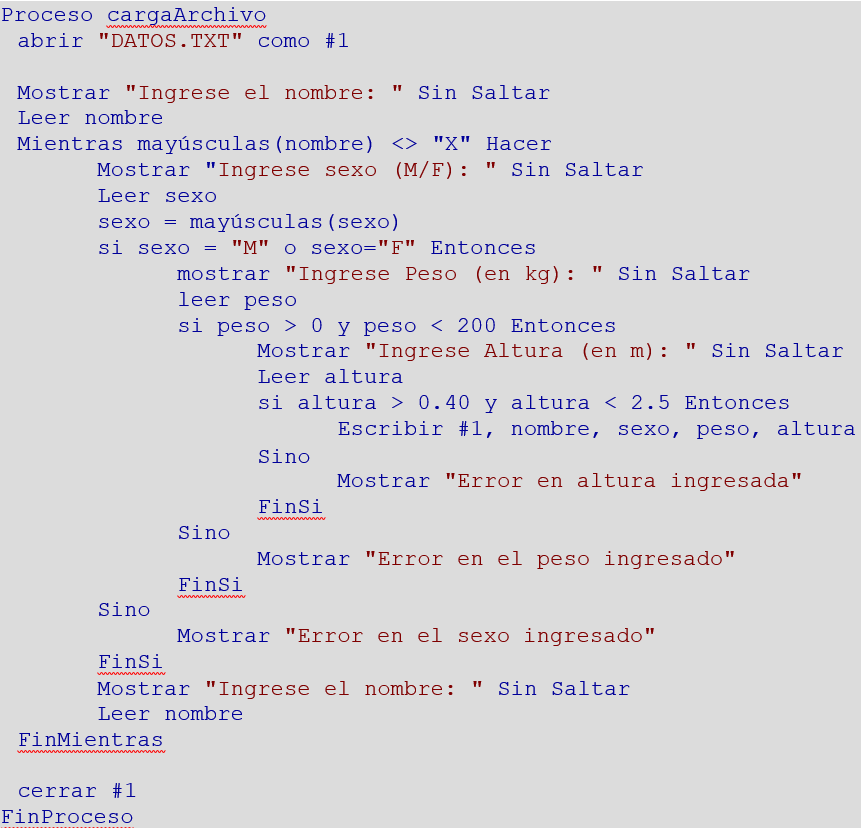 Proceso cargaArchivo
abrir "DATOS.TXT" como #1
Mostrar "Ingrese el nombre: " Sin Saltar
Leer nombre
Mientras mayúsculas(nombre) <> "X" Hacer
Mostrar "Ingrese sexo (M/F): " Sin Saltar
Leer sexo
sexo = mayúsculas(sexo)
si sexo = "M" o sexo="F" Entonces
mostrar "Ingrese Peso (en kg): " Sin Saltar
leer peso
si peso > 0 y peso < 200 Entonces
Mostrar "Ingrese Altura (en m): " Sin Saltar
Leer altura
si altura > 0.40 y altura < 2.5 Entonces
Escribir #1, nombre, sexo, peso, altura
Sino
Mostrar "Error en altura ingresada"
FinSi
Sino
Mostrar "Error en el peso ingresado"
FinSi
Sino
Mostrar "Error en el sexo ingresado"
FinSi
Mostrar "Ingrese el nombre: " Sin Saltar
Leer nombre
FinMientras
cerrar #1
FinProceso